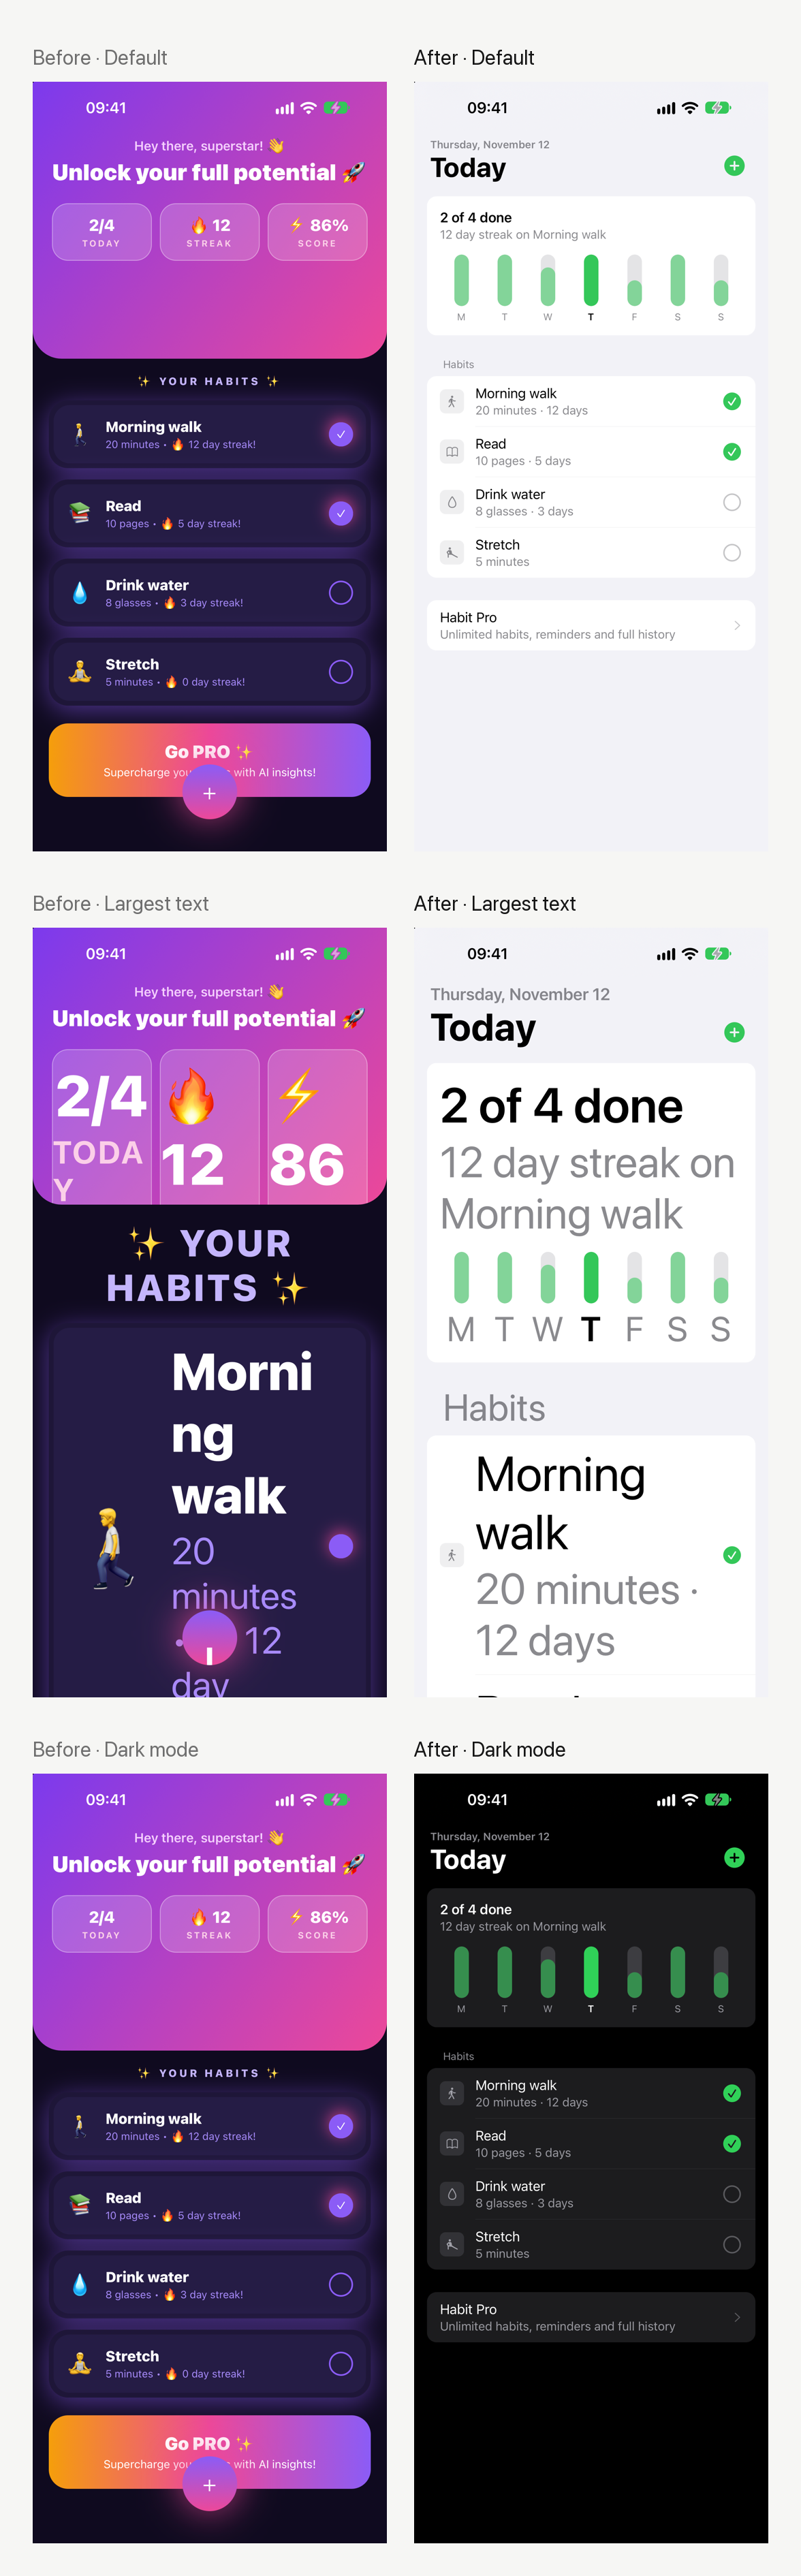 Before · Default
09:41
Hey there, superstar! 👋
Unlock your full potential 🚀
2/4
TODAY
🔥 12
STREAK
⚡ 86%
SCORE
✨ YOUR HABITS ✨
Morning walk
20 minutes • 🔥 12 day streak!
Read
10 pages • 🔥 5 day streak!
Drink water
8 glasses • 🔥 3 day streak!
Stretch
5 minutes • 🔥 0 day streak!
Go PRO ✨
Supercharge with AI insights!
+
After · Default
09:41
Thursday, November 12
Today
2 of 4 done
12 day streak on Morning walk
M T W T F S S
Habits
Morning walk
20 minutes · 12 days
Read
10 pages · 5 days
Drink water
8 glasses · 3 days
Stretch
5 minutes
Habit Pro
Unlimited habits, reminders and full history
Before · Largest text
09:41
Hey there, superstar! 👋
Unlock your full potential 🚀
2/4
TODA
Y
🔥
12
⚡
86
✨ YOUR
HABITS ✨
Morni
ng
walk
20
minutes
• 12
day
After · Largest text
09:41
Thursday, November 12
Today
2 of 4 done
12 day streak on
Morning walk
M T W T F S S
Habits
Morning
walk
20 minutes ·
12 days
Before · Dark mode
09:41
Hey there, superstar! 👋
Unlock your full potential 🚀
2/4
TODAY
🔥 12
STREAK
⚡ 86%
SCORE
✨ YOUR HABITS ✨
Morning walk
20 minutes • 🔥 12 day streak!
Read
10 pages • 🔥 5 day streak!
Drink water
8 glasses • 🔥 3 day streak!
Stretch
5 minutes • 🔥 0 day streak!
Go PRO ✨
Supercharge with AI insights!
+
After · Dark mode
09:41
Thursday, November 12
Today
2 of 4 done
12 day streak on Morning walk
M T W T F S S
Habits
Morning walk
20 minutes · 12 days
Read
10 pages · 5 days
Drink water
8 glasses · 3 days
Stretch
5 minutes
Habit Pro
Unlimited habits, reminders and full history